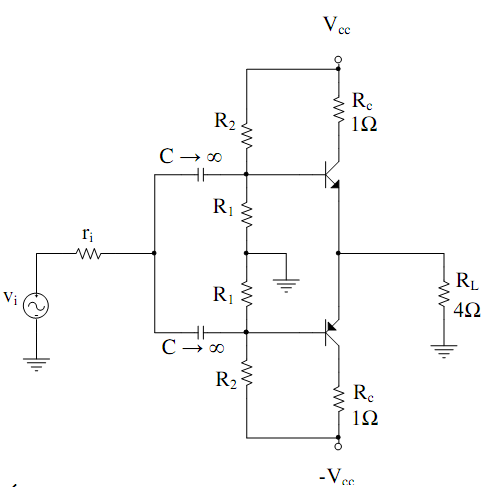 Vcc
Rc
1Ω
R2
C → ∞
R1
ri
vi
R1
RL
4Ω
C → ∞
R2
Rc
1Ω
-Vcc